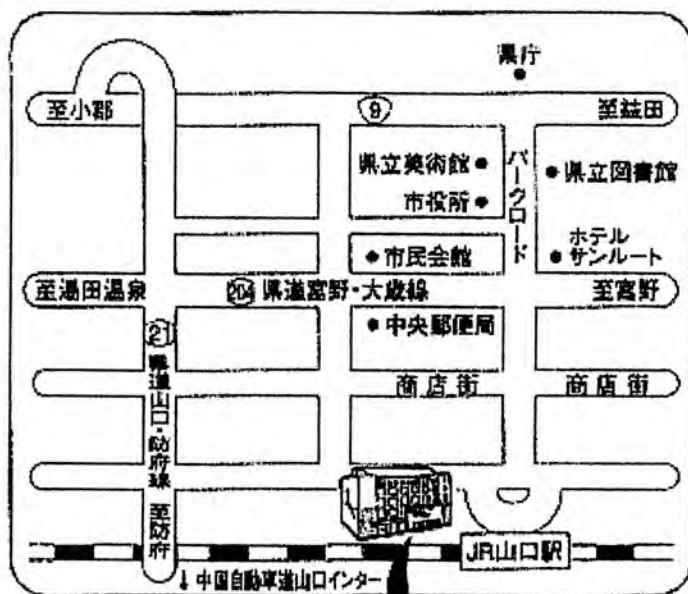 県庁
至小郡
9
至益田
県立美術館
パークロード
県立図書館
市役所
ホテル
サンルート
市民会館
至湯田温泉
204 県道宮野・大歳線
至宮野
21
中央郵便局
商店街
商店街
県道山口・防府線 至防府
JR山口駅
↓中国自動車道山口インター